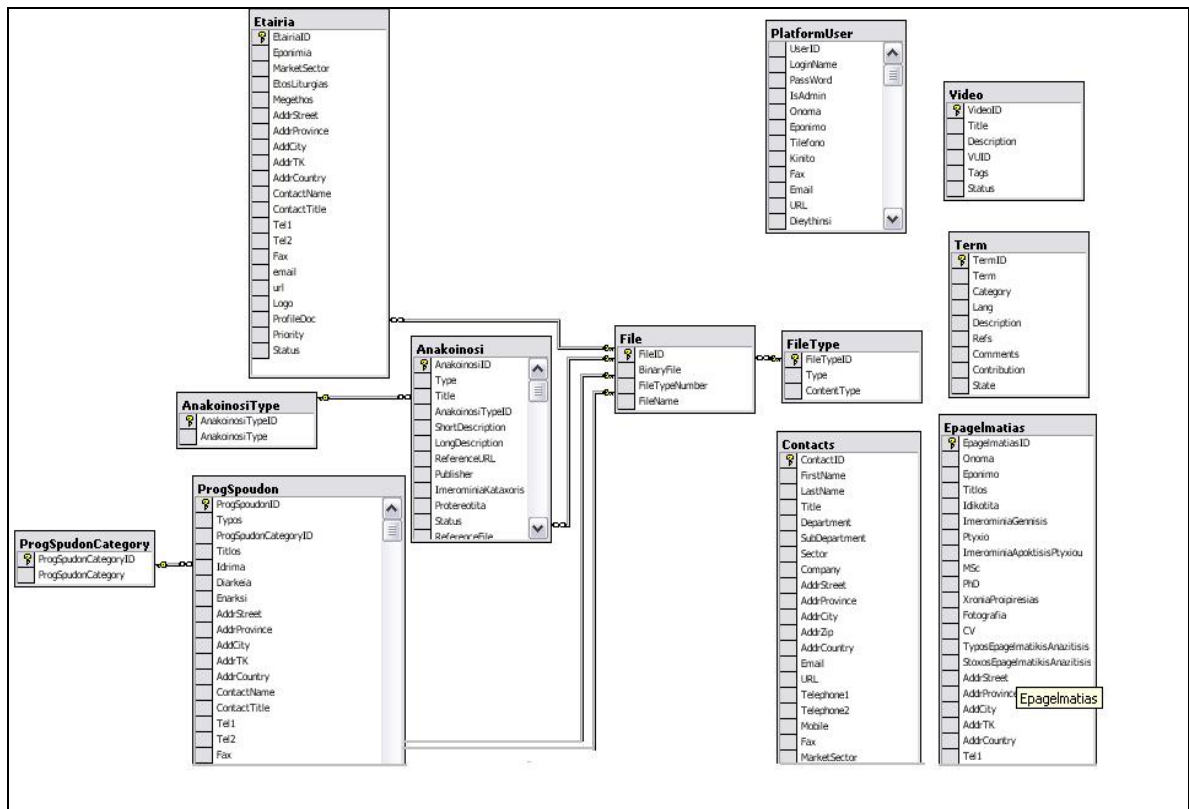 Etairia
EtairiaID
Eponimia
MarketSector
EtosLiturgias
Megethos
AddrStreet
AddrProvince
AddCity
AddrTK
AddrCountry
ContactName
ContactTitle
Tel1
Tel2
Fax
email
url
Logo
ProfileDoc
Priority
Status
PlatformUser
UserID
LoginName
PassWord
IsAdmin
Onoma
Eponimo
Tilefono
Kinito
Fax
Email
URL
Dieythinsi
Video
VideoID
Title
Description
VUID
Tags
Status
Term
TermID
Term
Category
Lang
Description
Refs
Comments
Contribution
State
Anakoinosi
AnakoinosiID
Type
Title
AnakoinosiTypeID
ShortDescription
LongDescription
ReferenceURL
Publisher
ImerominiaKataxoris
Protereotita
Status
ReferenceFile
File
FileID
BinaryFile
FileTypeNumber
FileName
FileType
FileTypeID
Type
ContentType
AnakoinosiType
AnakoinosiTypeID
AnakoinosiType
ProgSpoudon
ProgSpoudonID
Typos
ProgSpudonCategoryID
Titlos
Idrima
Diarkeia
Enarksi
AddrStreet
AddrProvince
AddCity
AddrTK
AddrCountry
ContactName
ContactTitle
Tel1
Tel2
Fax
ProgSpudonCategory
ProgSpudonCategoryID
ProgSpudonCategory
Contacts
ContactID
FirstName
LastName
Title
Department
SubDepartment
Sector
Company
AddrStreet
AddrProvince
AddrCity
AddrZip
AddrCountry
Email
URL
Telephone1
Telephone2
Mobile
Fax
MarketSector
Epagelmatias
EpagelmatiasID
Onoma
Eponimo
Titlos
Idikotita
ImerominiaGennisis
Ptyxio
ImerominiaApoktisisPtyxiou
MSc
PhD
XroniaProipiresias
Fotografia
CV
TyposEpagelmatikisAnazitisis
StoxosEpagelmatikisAnazitisis
AddrStreet
AddrProvince
Epagelmatias
AddCity
AddrTK
AddrCountry
Tel1